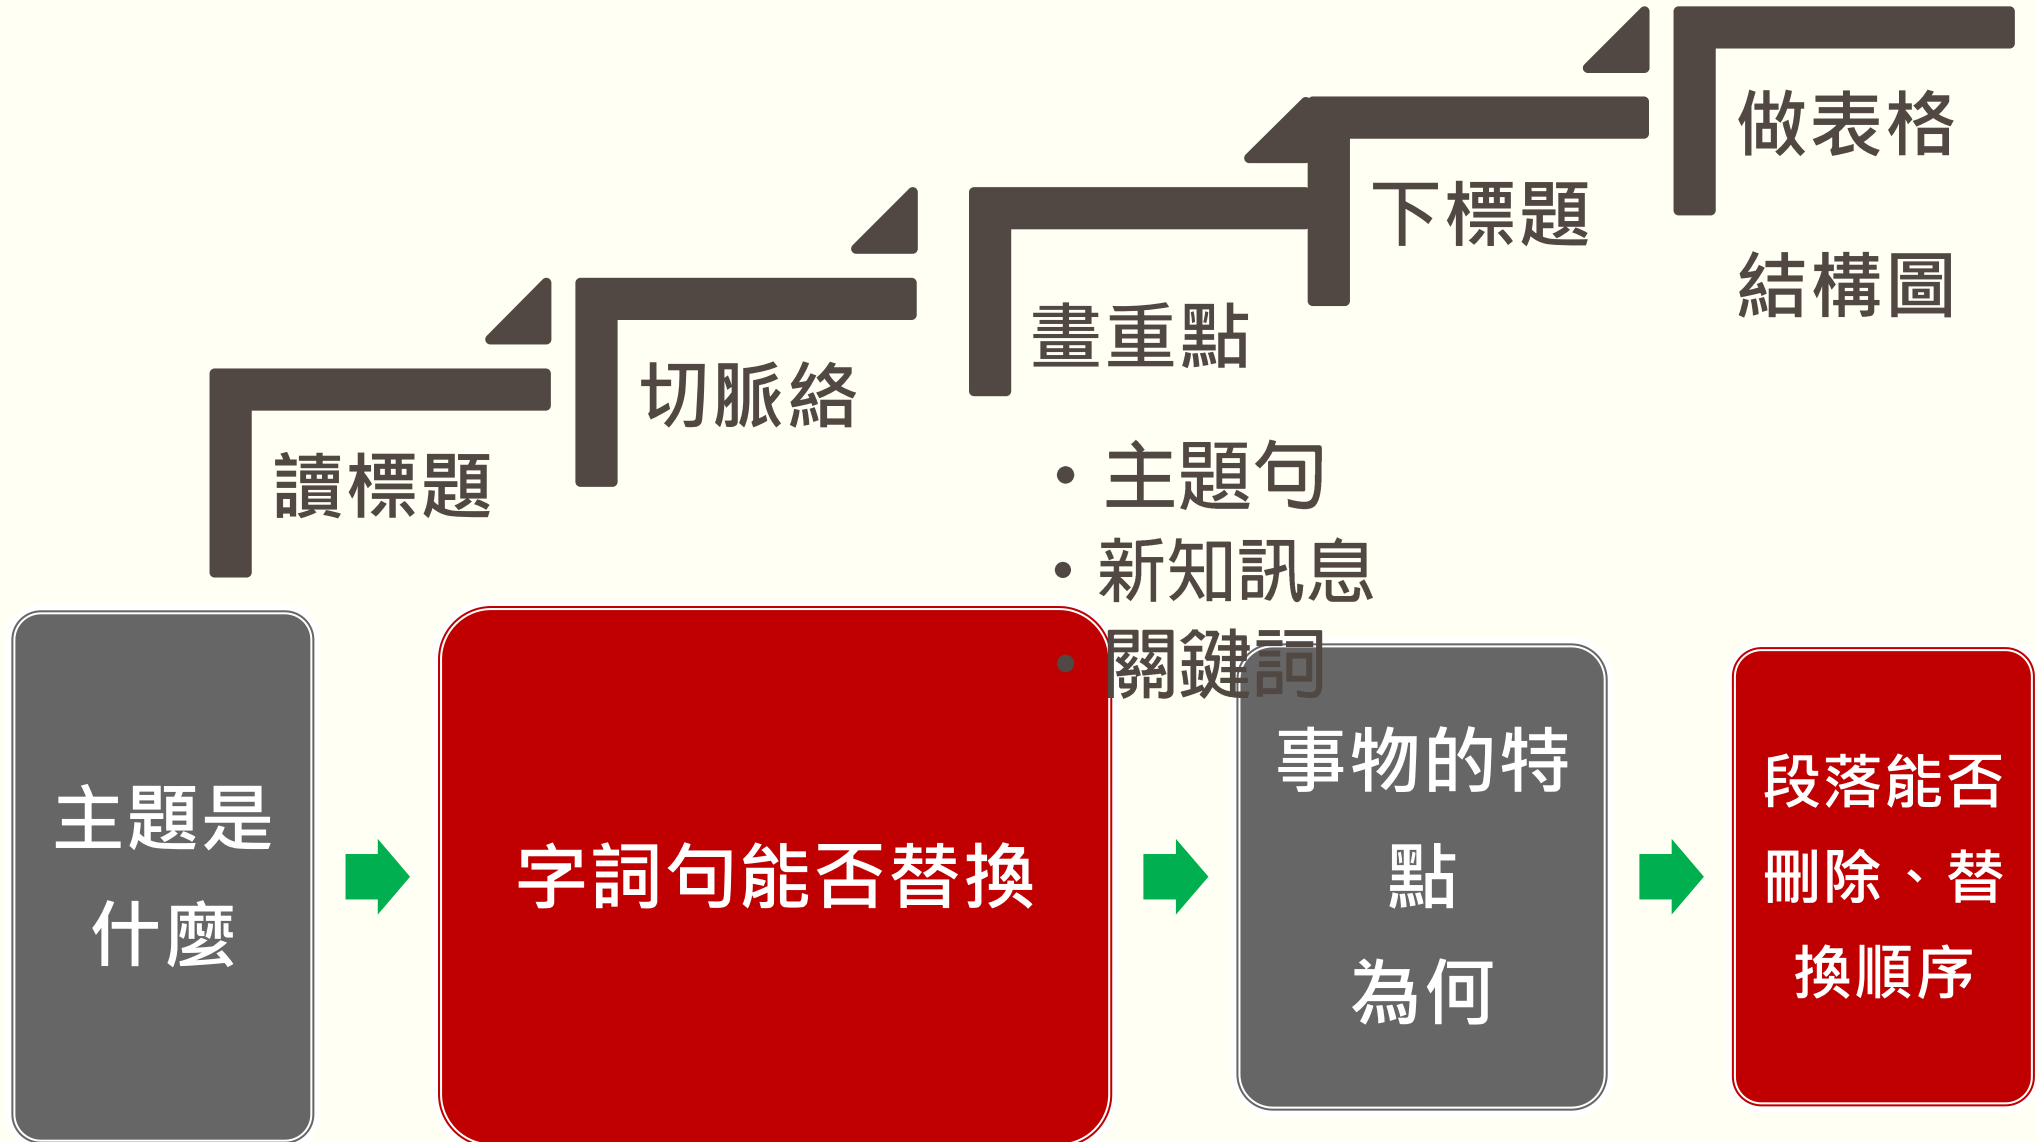 讀標題
切脈絡
畫重點
• 主題句
• 新知訊息
• 關鍵詞
下標題
做表格
結構圖
主題是
什麼
字詞句能否替換
事物的特
點
為何
段落能否
刪除、替
換順序